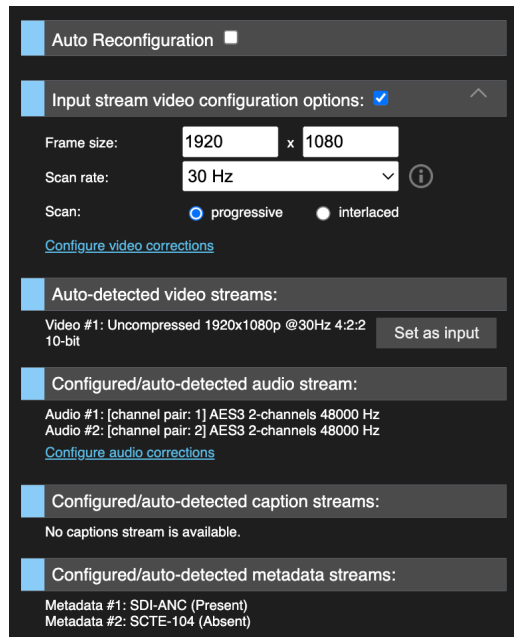 Auto Reconfiguration
Input stream video configuration options:
Frame size: 1920 x 1080
Scan rate: 30 Hz
Scan: progressive interlaced
Configure video corrections
Auto-detected video streams:
Video #1: Uncompressed 1920x1080p @30Hz 4:2:2
10-bit
Set as input
Configured/auto-detected audio stream:
Audio #1: [channel pair: 1] AES3 2-channels 48000 Hz
Audio #2: [channel pair: 2] AES3 2-channels 48000 Hz
Configure audio corrections
Configured/auto-detected caption streams:
No captions stream is available.
Configured/auto-detected metadata streams:
Metadata #1: SDI-ANC (Present)
Metadata #2: SCTE-104 (Absent)